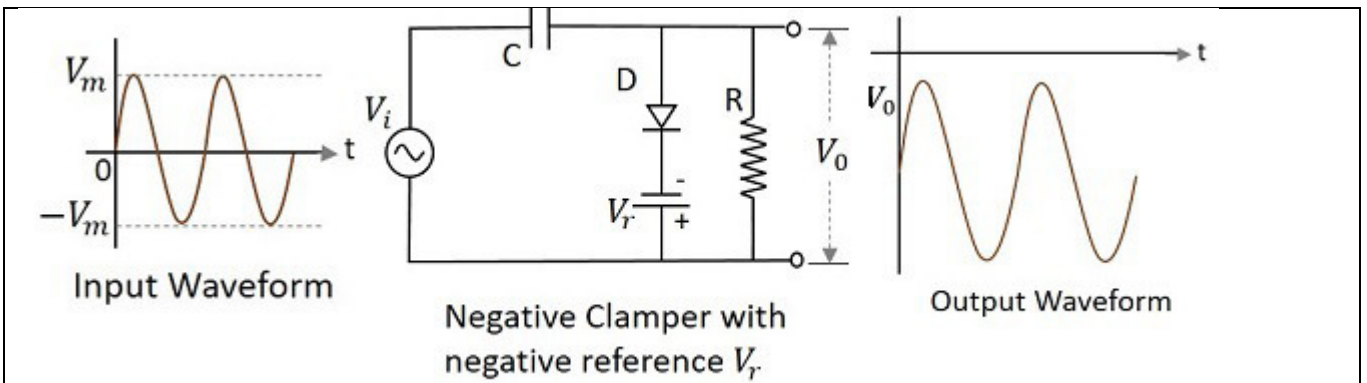 V_m
0
t
−V_m
Input Waveform
C
V_i
D
R
V_r
-
+
V_0
Negative Clamper with
negative reference V_r
t
V_0
Output Waveform